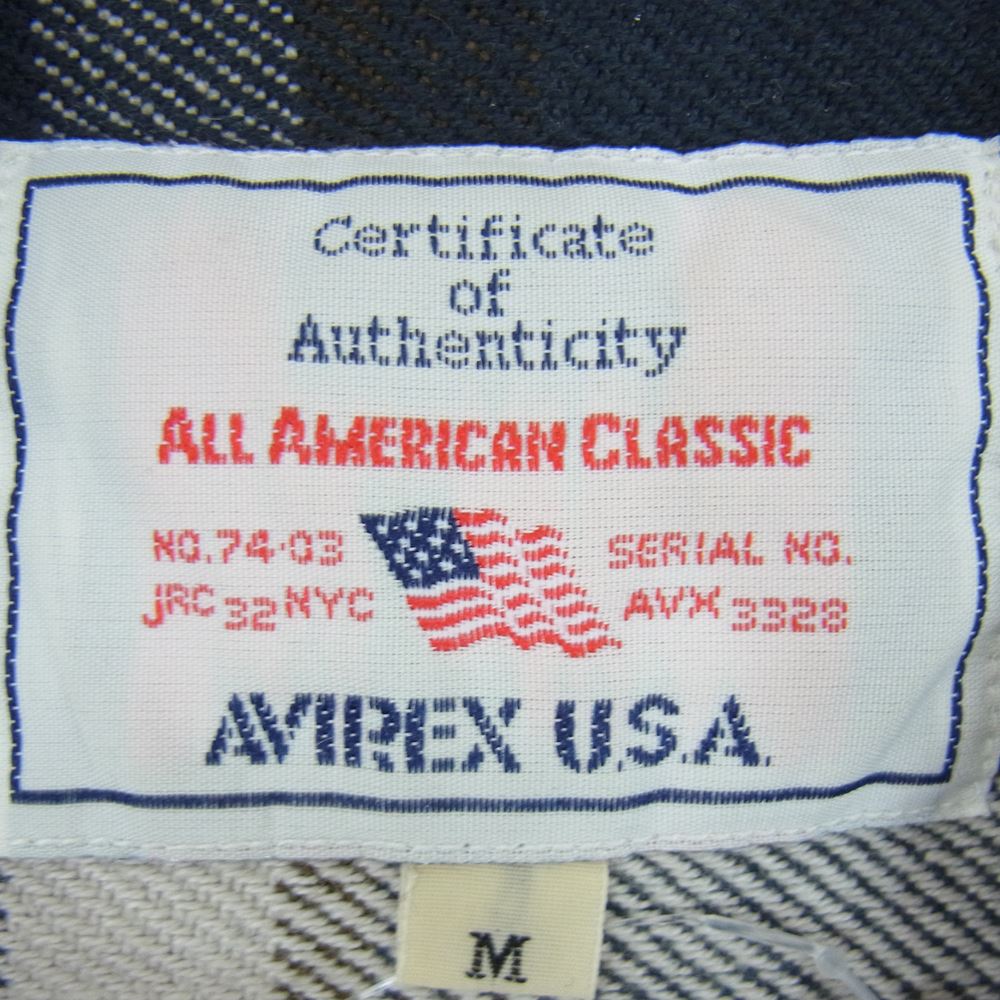 Certificate
of
Authenticity
ALL AMERICAN CLASSIC
NO.74-03
JRC 32 NYC
SERIAL NO.
AVX 3328
AVIREX U.S.A.
M